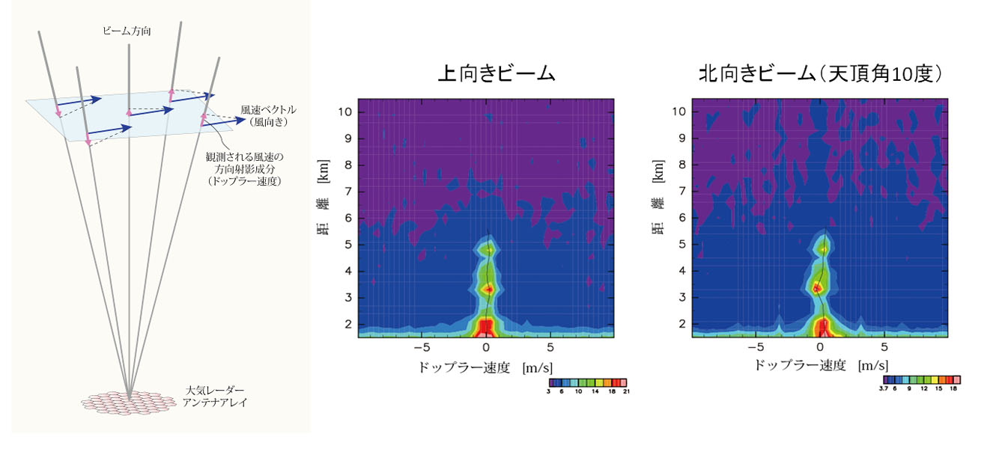 ビーム方向
風速ベクトル
(風向き)
観測される風速の
方向射影成分
(ドップラー速度)
大気レーダー
アンテナアレイ
上向きビーム
10
9
8
7
6
5
4
3
2
距離 [km]
−5 0 5
ドップラー速度 [m/s]
3 6 10 14 18 21
北向きビーム(天頂角10度)
10
9
8
7
6
5
4
3
2
距離 [km]
−5 0 5
ドップラー速度 [m/s]
3.7 6 9 12 15 18